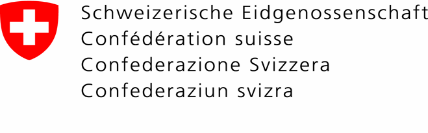 Schweizerische Eidgenossenschaft
Confédération suisse
Confederazione Svizzera
Confederaziun svizra